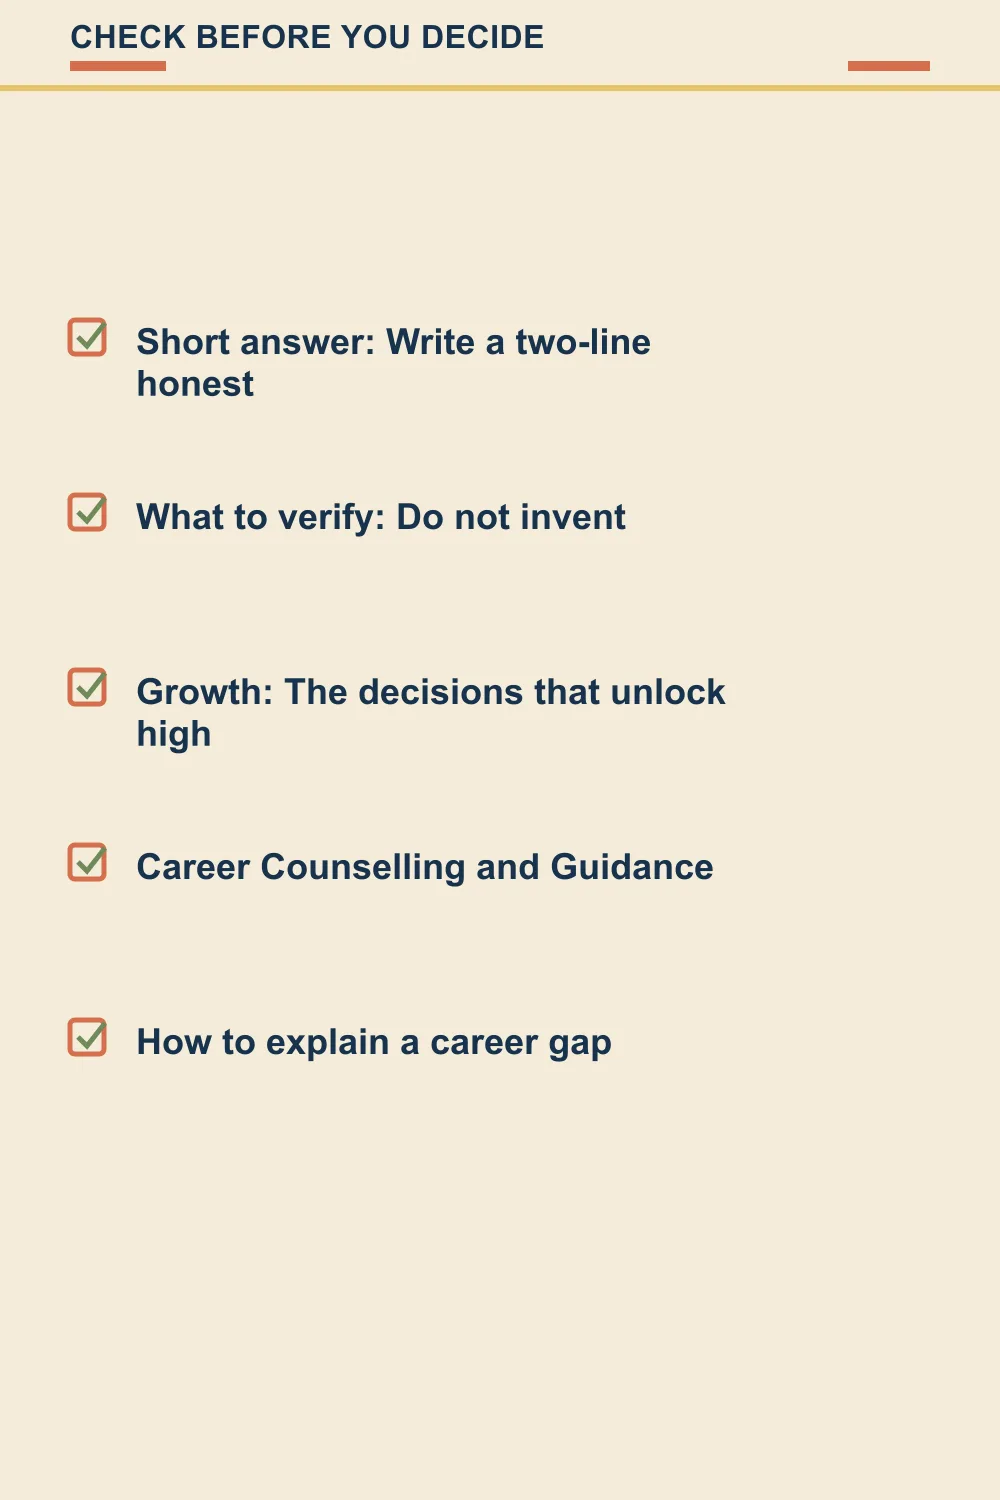 CHECK BEFORE YOU DECIDE
Short answer: Write a two-line
honest
What to verify: Do not invent
Growth: The decisions that unlock
high
Career Counselling and Guidance
How to explain a career gap